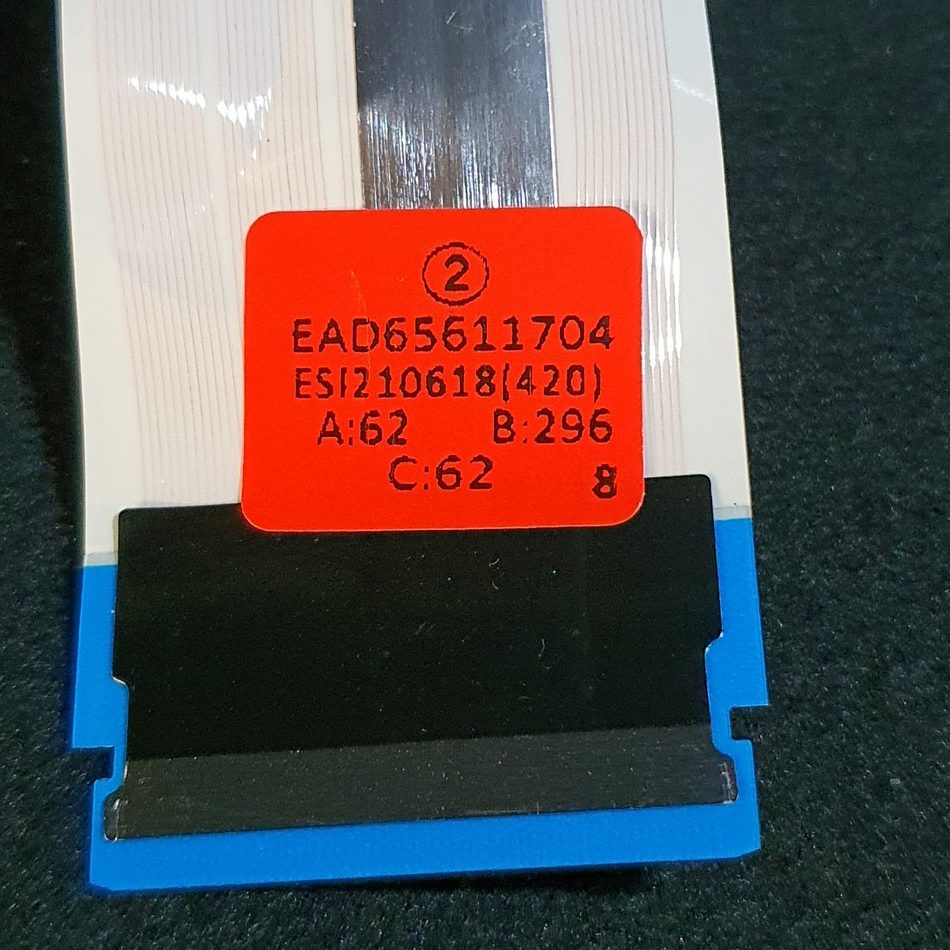 ②
EAD65611704
ESI210618(420)
A:62 B:296
C:62 8